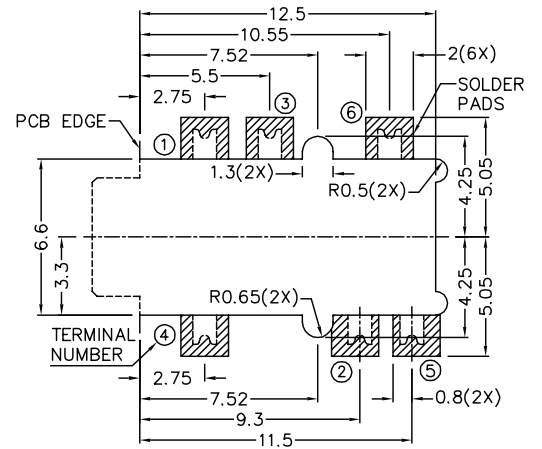 12.5
10.55
7.52
2(6X)
5.5
2.75
③
⑥
SOLDER
PADS
PCB EDGE
①
1.3(2X)
R0.5(2X)
4.25
5.05
6.6
3.3
R0.65(2X)
4.25
5.05
TERMINAL
NUMBER
④
②
⑤
2.75
0.8(2X)
7.52
9.3
11.5